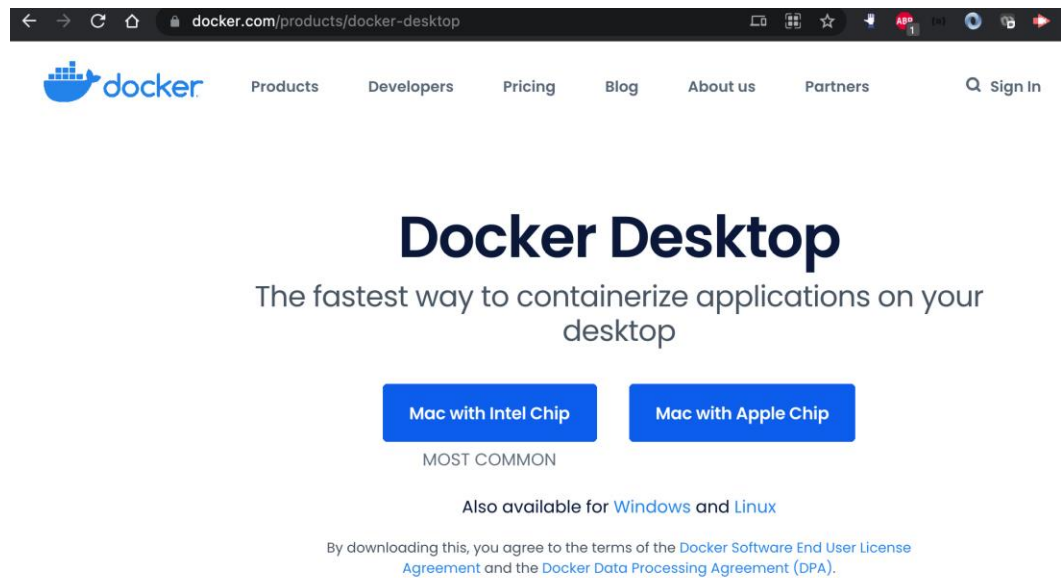 docker.com/products/docker-desktop
ABP
1
docker
Products Developers Pricing Blog About us Partners Sign In
Docker Desktop
The fastest way to containerize applications on your
desktop
Mac with Intel Chip Mac with Apple Chip
MOST COMMON
Also available for Windows and Linux
By downloading this, you agree to the terms of the Docker Software End User License
Agreement and the Docker Data Processing Agreement (DPA).